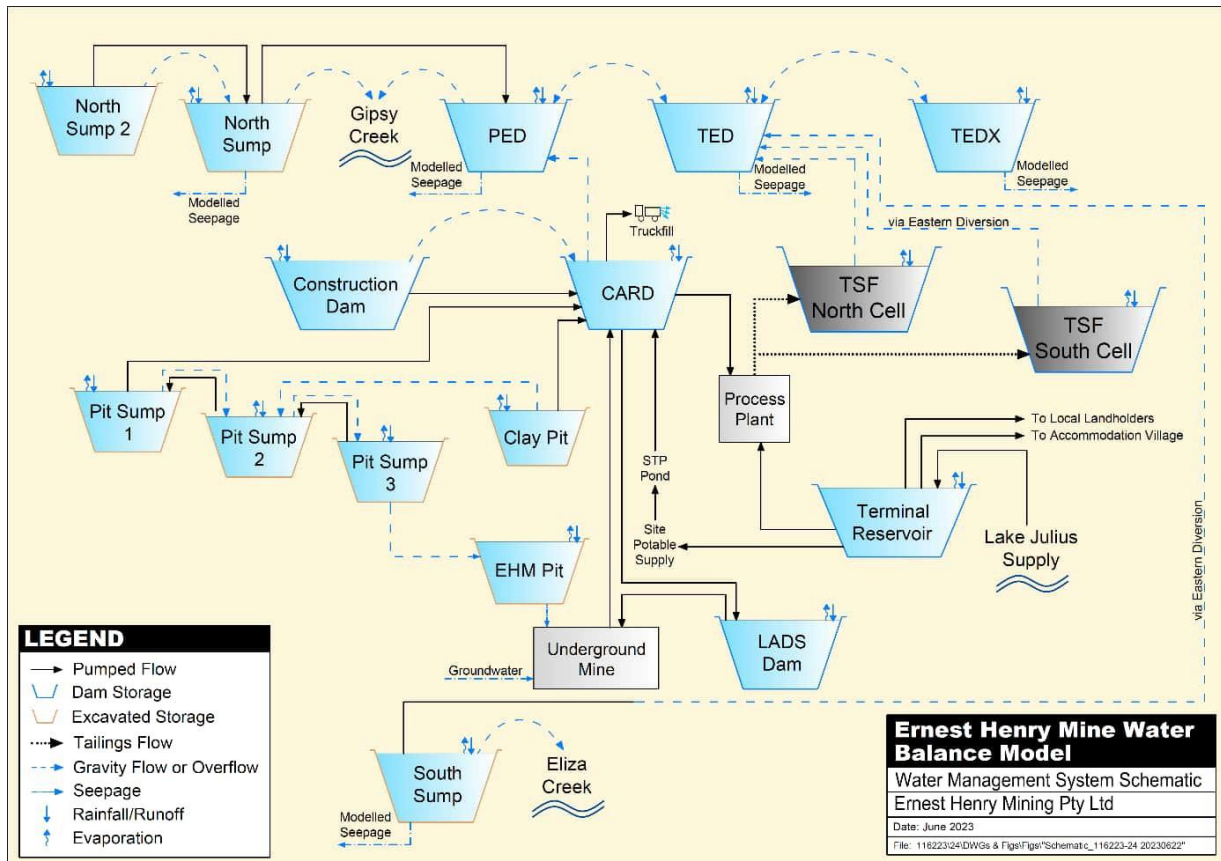 North
Sump 2
North
Sump
Gipsy
Creek
PED
TED
TEDX
Modelled
Seepage
Modelled
Seepage
Modelled
Seepage
Modelled
Seepage
Truckfill
via Eastern Diversion
Construction
Dam
CARD
TSF
North Cell
TSF
South Cell
Process
Plant
Pit Sump
1
Pit Sump
2
Pit Sump
3
Clay Pit
To Local Landholders
To Accommodation Village
STP
Pond
Site
Potable
Supply
Terminal
Reservoir
Lake Julius
Supply
via Eastern Diversion
EHM Pit
Groundwater
Underground
Mine
LADS
Dam
South
Sump
Eliza
Creek
Modelled
Seepage
LEGEND
Pumped Flow
Dam Storage
Excavated Storage
Tailings Flow
Gravity Flow or Overflow
Seepage
Rainfall/Runoff
Evaporation
Ernest Henry Mine Water
Balance Model
Water Management System Schematic
Ernest Henry Mining Pty Ltd
Date: June 2023
File: 116223\24\DWGs & Figs\Figs\"Schematic_116223-24 20230622"